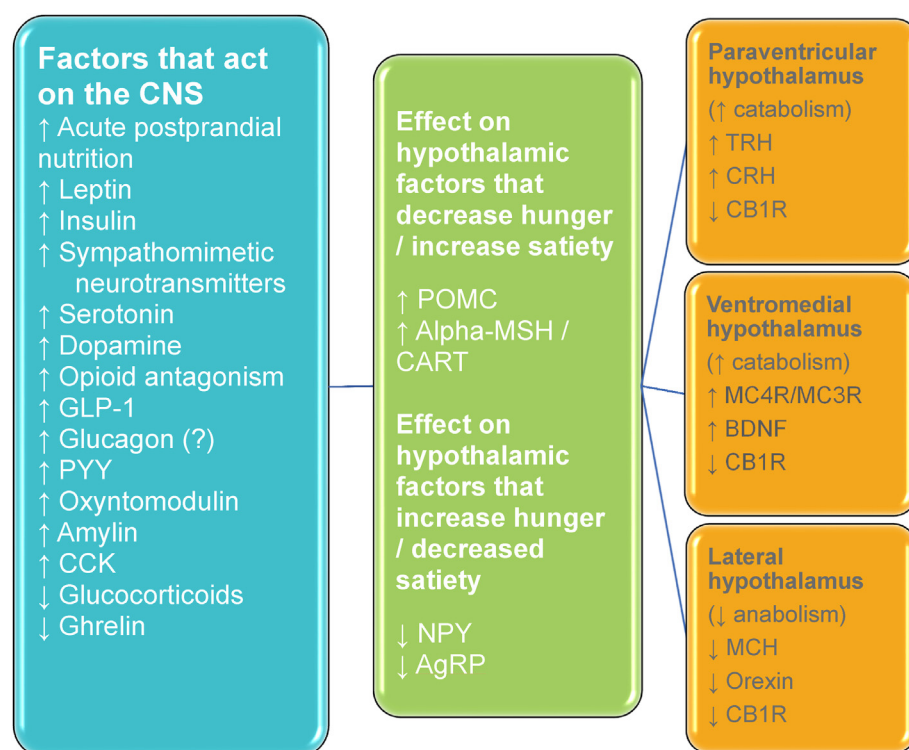 Factors that act
on the CNS
↑ Acute postprandial
nutrition
↑ Leptin
↑ Insulin
↑ Sympathomimetic
neurotransmitters
↑ Serotonin
↑ Dopamine
↑ Opioid antagonism
↑ GLP-1
↑ Glucagon (?)
↑ PYY
↑ Oxyntomodulin
↑ Amylin
↑ CCK
↓ Glucocorticoids
↓ Ghrelin
Effect on
hypothalamic
factors that
decrease hunger
/ increase satiety
↑ POMC
↑ Alpha-MSH /
CART
Effect on
hypothalamic
factors that
increase hunger
/ decreased
satiety
↓ NPY
↓ AgRP
Paraventricular
hypothalamus
(↑ catabolism)
↑ TRH
↑ CRH
↓ CB1R
Ventromedial
hypothalamus
(↑ catabolism)
↑ MC4R/MC3R
↑ BDNF
↓ CB1R
Lateral
hypothalamus
(↓ anabolism)
↓ MCH
↓ Orexin
↓ CB1R